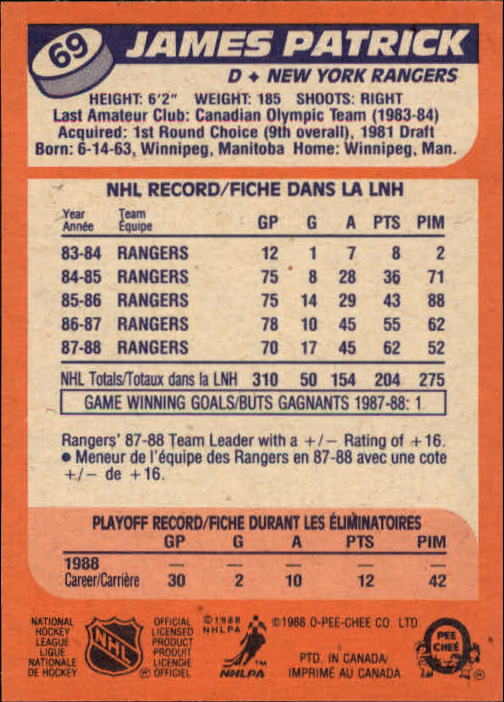 69 JAMES PATRICK
D ♦ NEW YORK RANGERS
HEIGHT: 6'2" WEIGHT: 185 SHOOTS: RIGHT
Last Amateur Club: Canadian Olympic Team (1983-84)
Acquired: 1st Round Choice (9th overall), 1981 Draft
Born: 6-14-63, Winnipeg, Manitoba Home: Winnipeg, Man.
NHL RECORD/FICHE DANS LA LNH
Year Team
Année Équipe GP G A PTS PIM
83-84 RANGERS 12 1 7 8 2
84-85 RANGERS 75 8 28 36 71
85-86 RANGERS 75 14 29 43 88
86-87 RANGERS 78 10 45 55 62
87-88 RANGERS 70 17 45 62 52
NHL Totals/Totaux dans la LNH 310 50 154 204 275
GAME WINNING GOALS/BUTS GAGNANTS 1987-88: 1
Rangers' 87-88 Team Leader with a +/− Rating of +16.
● Meneur de l'équipe des Rangers en 87-88 avec une cote
+/− de +16.
PLAYOFF RECORD/FICHE DURANT LES ÉLIMINATOIRES
GP G A PTS PIM
1988 — — — — —
Career/Carrière 30 2 10 12 42
NATIONAL
HOCKEY
LEAGUE
LIGUE
NATIONALE
DE HOCKEY
NHL
®
OFFICIAL
LICENSED
PRODUCT
PRODUIT
LICENCIÉ
OFFICIEL
©1988
NHLPA
™
NHLPA
©1988 O-PEE-CHEE CO. LTD
PTD. IN CANADA/
IMPRIMÉ AU CANADA
PEE
CHEE